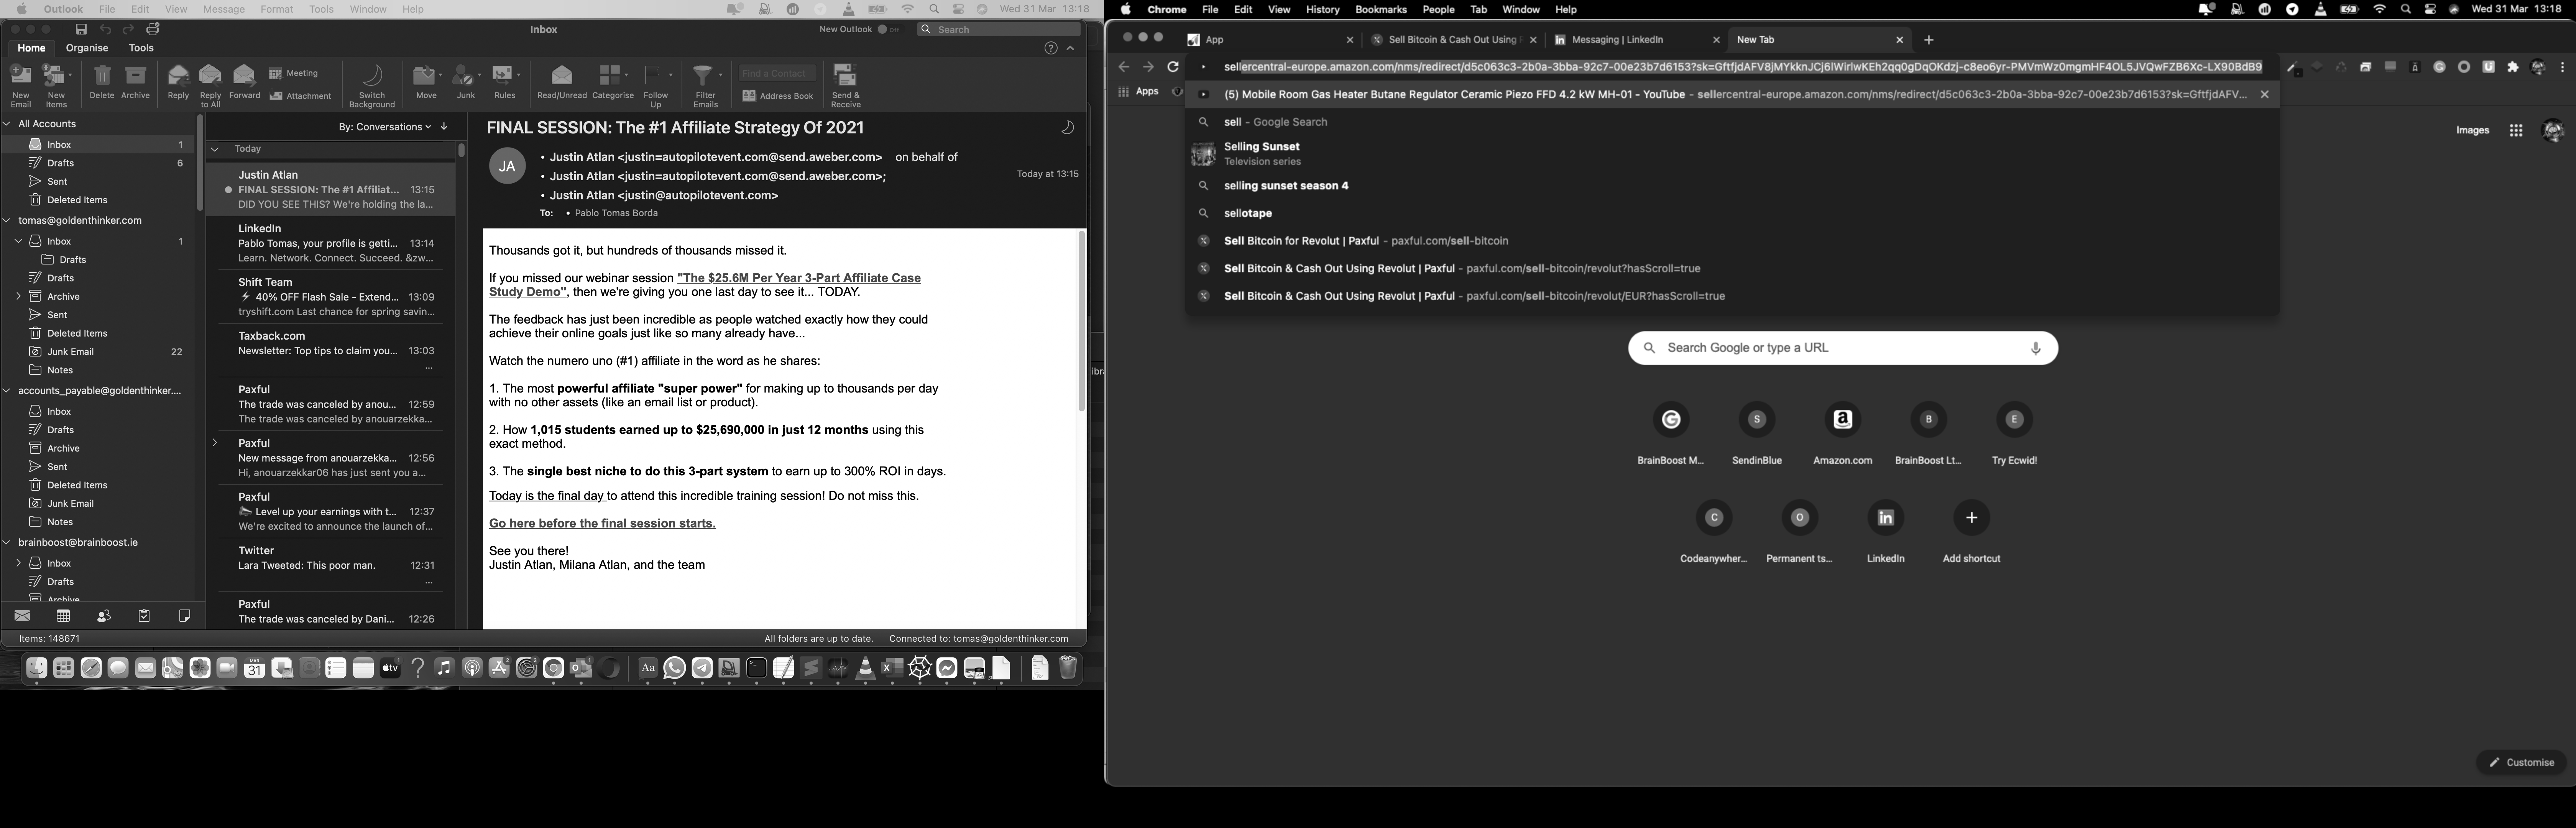 Outlook File Edit View Message Format Tools Window Help Wed 31 Mar 13:18
Inbox New Outlook Off Search
Home Organise Tools
New Email
New Items
Delete
Archive
Reply
Reply to All
Forward
Meeting
Attachment
Switch Background
Move
Junk
Rules
Read/Unread
Categorise
Follow Up
Filter Emails
Find a Contact
Address Book
Send & Receive
All Accounts
Inbox 1
Drafts 6
Sent
Deleted Items
tomas@goldenthinker.com
Inbox 1
Drafts
Drafts
Archive
Sent
Deleted Items
Junk Email 22
Notes
accounts_payable@goldenthinker....
Inbox
Drafts
Archive
Sent
Deleted Items
Junk Email
Notes
brainboost@brainboost.ie
Inbox
Drafts
Archive
By: Conversations
Today
Justin Atlan
FINAL SESSION: The #1 Affiliat... 13:15
DID YOU SEE THIS? We're holding the la...
LinkedIn
Pablo Tomas, your profile is getti... 13:14
Learn. Network. Connect. Succeed. &zw...
Shift Team
⚡ 40% OFF Flash Sale - Extend... 13:09
tryshift.com Last chance for spring savin...
Taxback.com
Newsletter: Top tips to claim you... 13:03
...
Paxful
The trade was canceled by anou... 12:59
The trade was canceled by anouarzekka...
Paxful
New message from anouarzekka... 12:56
Hi, anouarzekkar06 has just sent you a...
Paxful
Level up your earnings with t... 12:37
We're excited to announce the launch of...
Twitter
Lara Tweeted: This poor man. 12:31
...
Paxful
The trade was canceled by Dani... 12:26
FINAL SESSION: The #1 Affiliate Strategy Of 2021
JA
• Justin Atlan <justin=autopilotevent.com@send.aweber.com> on behalf of
• Justin Atlan <justin=autopilotevent.com@send.aweber.com>;
• Justin Atlan <justin@autopilotevent.com>
Today at 13:15
To: • Pablo Tomas Borda
Thousands got it, but hundreds of thousands missed it.
If you missed our webinar session "The $25.6M Per Year 3-Part Affiliate Case
Study Demo", then we're giving you one last day to see it... TODAY.
The feedback has just been incredible as people watched exactly how they could
achieve their online goals just like so many already have...
Watch the numero uno (#1) affiliate in the word as he shares:
1. The most powerful affiliate "super power" for making up to thousands per day
with no other assets (like an email list or product).
2. How 1,015 students earned up to $25,690,000 in just 12 months using this
exact method.
3. The single best niche to do this 3-part system to earn up to 300% ROI in days.
Today is the final day to attend this incredible training session! Do not miss this.
Go here before the final session starts.
See you there!
Justin Atlan, Milana Atlan, and the team
Items: 148671 All folders are up to date. Connected to: tomas@goldenthinker.com
MAR
31
tv
Aa
Chrome File Edit View History Bookmarks People Tab Window Help Wed 31 Mar 13:18
App
Sell Bitcoin & Cash Out Using
Messaging | LinkedIn
New Tab
sellercentral-europe.amazon.com/nms/redirect/d5c063c3-2b0a-3bba-92c7-00e23b7d6153?sk=GftfjdAFV8jMYkknJCj6IWirlwKEh2qq0gDqOKdzj-c8eo6yr-PMVmWz0mgmHF4OL5JVQwFZB6Xc-LX90BdB9
Apps
(5) Mobile Room Gas Heater Butane Regulator Ceramic Piezo FFD 4.2 kW MH-01 - YouTube - sellercentral-europe.amazon.com/nms/redirect/d5c063c3-2b0a-3bba-92c7-00e23b7d6153?sk=GftfjdAFV...
sell - Google Search
Selling Sunset
Television series
selling sunset season 4
sellotape
Sell Bitcoin for Revolut | Paxful - paxful.com/sell-bitcoin
Sell Bitcoin & Cash Out Using Revolut | Paxful - paxful.com/sell-bitcoin/revolut?hasScroll=true
Sell Bitcoin & Cash Out Using Revolut | Paxful - paxful.com/sell-bitcoin/revolut/EUR?hasScroll=true
Images
Search Google or type a URL
BrainBoost M...
S
SendinBlue
Amazon.com
B
BrainBoost Lt...
E
Try Ecwid!
C
Codeanywher...
O
Permanent ts...
LinkedIn
Add shortcut
Customise